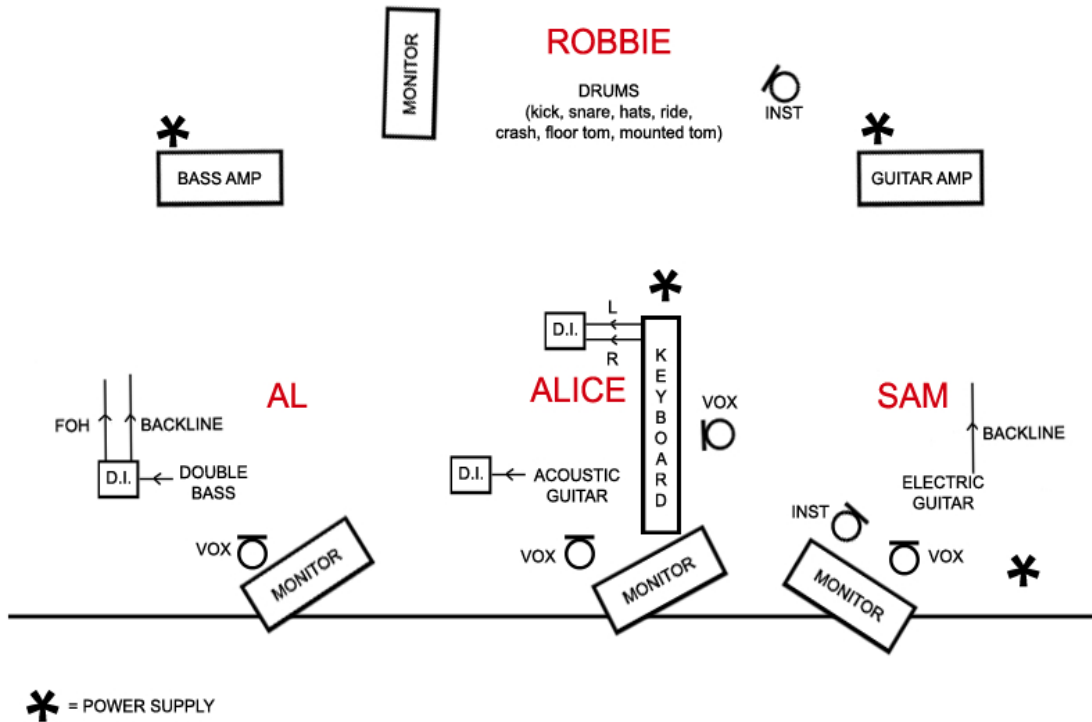 ROBBIE
MONITOR
DRUMS
(kick, snare, hats, ride,
crash, floor tom, mounted tom)
INST
BASS AMP
GUITAR AMP
L
D.I.
R
KEYBOARD
AL
ALICE
SAM
VOX
FOH
BACKLINE
BACKLINE
D.I.
DOUBLE
BASS
D.I.
ACOUSTIC
GUITAR
ELECTRIC
GUITAR
INST
VOX
VOX
VOX
MONITOR
MONITOR
MONITOR
= POWER SUPPLY